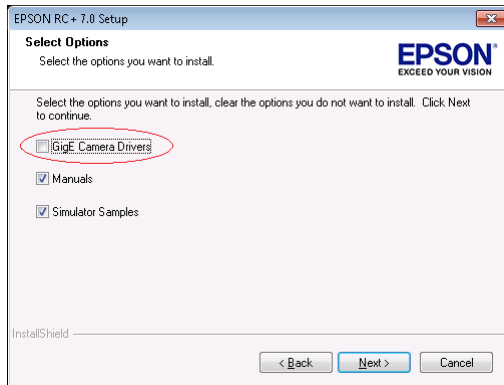 EPSON RC+ 7.0 Setup
Select Options
Select the options you want to install.
EPSON®
EXCEED YOUR VISION
Select the options you want to install, clear the options you do not want to install. Click Next
to continue.
GigE Camera Drivers
Manuals
Simulator Samples
InstallShield
< Back Next > Cancel